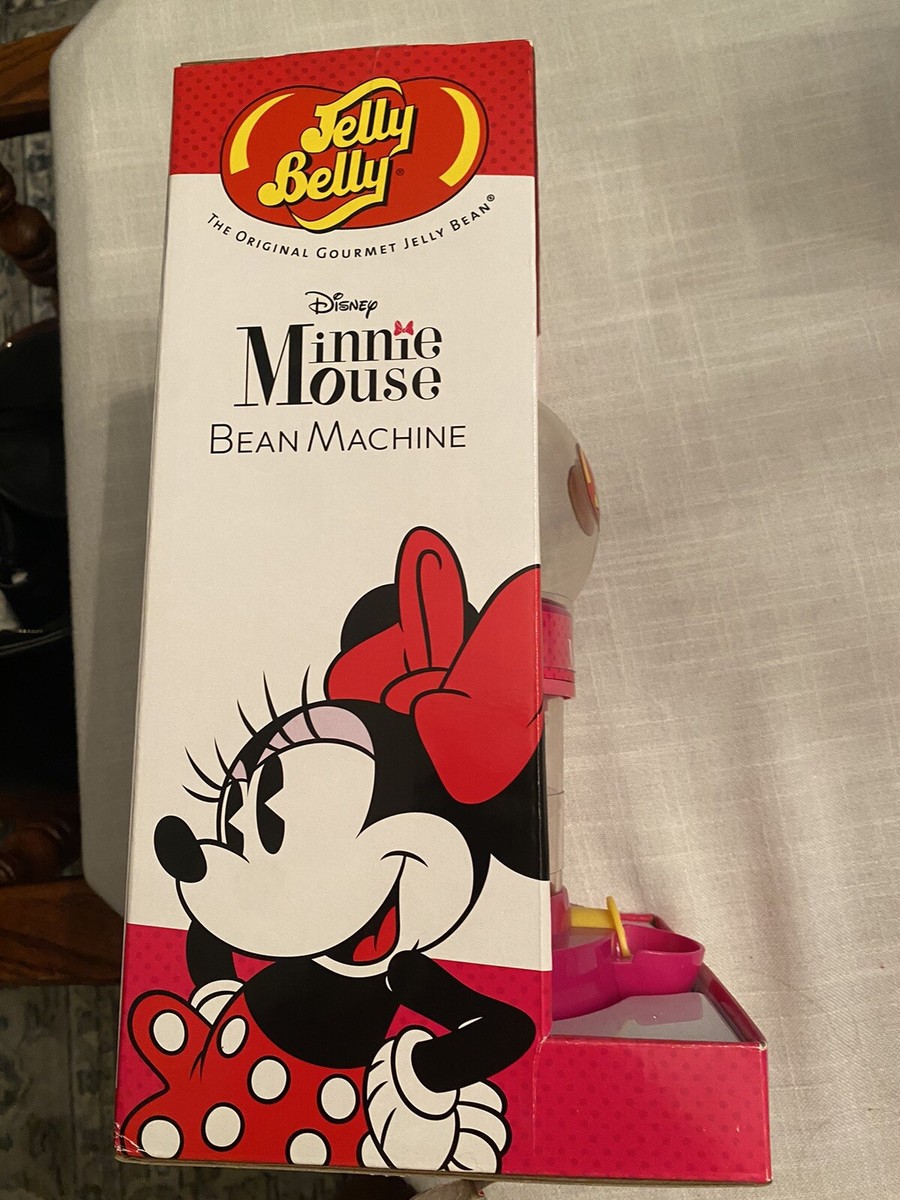 Jelly
Belly®
THE ORIGINAL GOURMET JELLY BEAN®
Disney
Minnie
Mouse
BEAN MACHINE